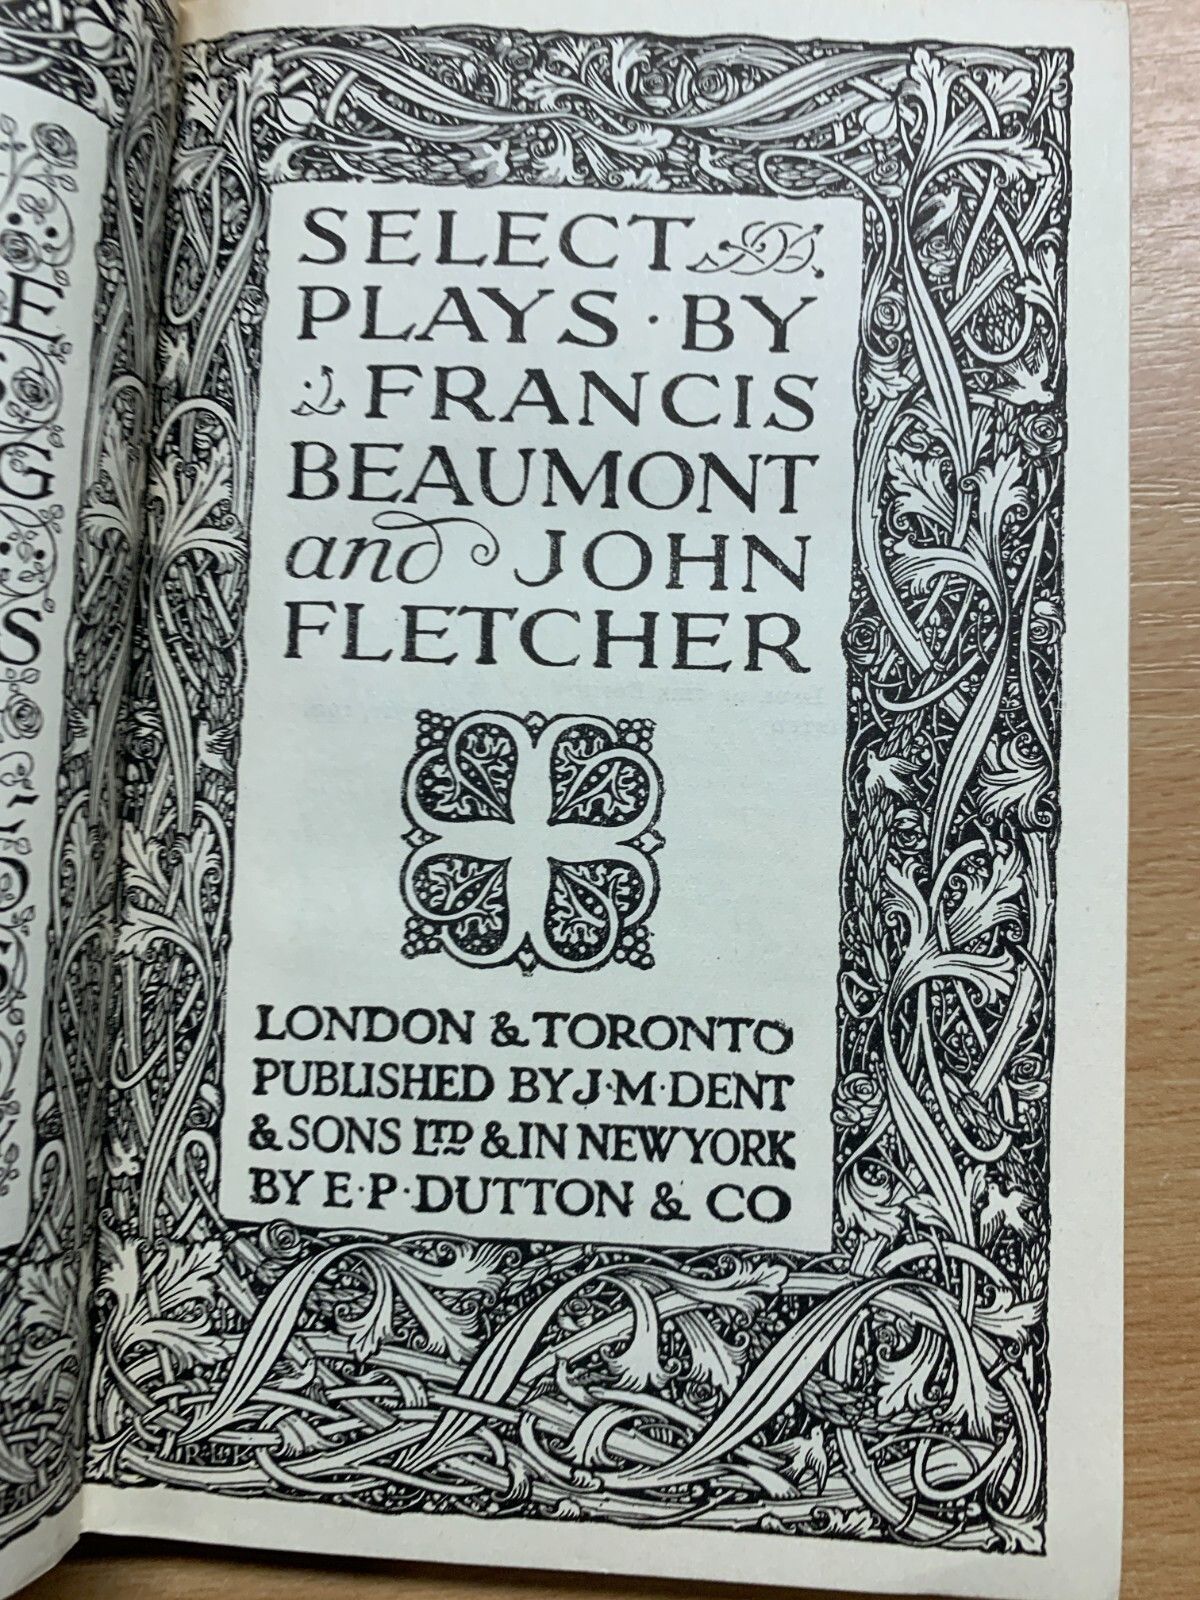 SELECT
PLAYS · BY
FRANCIS
BEAUMONT
and JOHN
FLETCHER
LONDON & TORONTO
PUBLISHED BY J·M·DENT
& SONS LTD & IN NEW YORK
BY E·P·DUTTON & CO